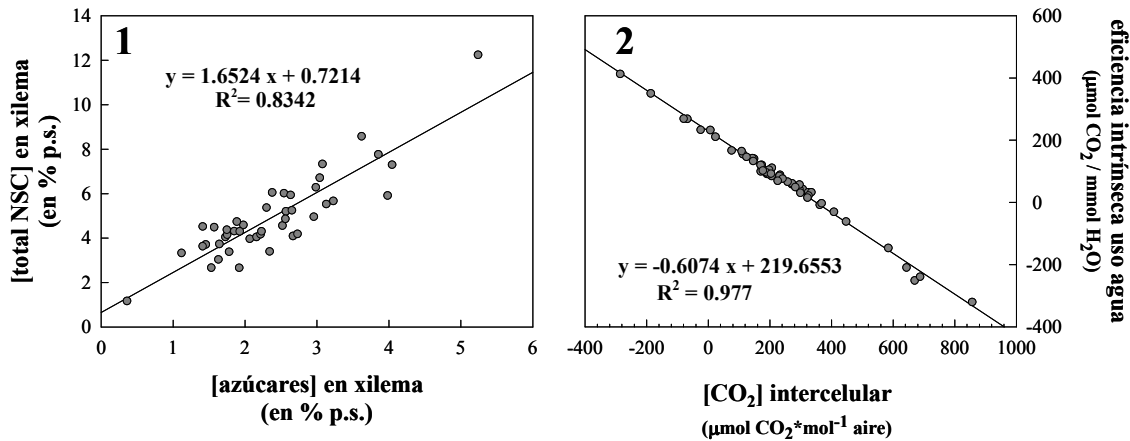 1
y = 1.6524 x + 0.7214
R²= 0.8342
[total NSC] en xilema
(en % p.s.)
14
12
10
8
6
4
2
0
0 1 2 3 4 5 6
[azúcares] en xilema
(en % p.s.)
2
y = -0.6074 x + 219.6553
R² = 0.977
600
400
200
0
-200
-400
-400 -200 0 200 400 600 800 1000
[CO₂] intercelular
(μmol CO₂*mol⁻¹ aire)
eficiencia intrínseca uso agua
(μmol CO₂ / mmol H₂O)